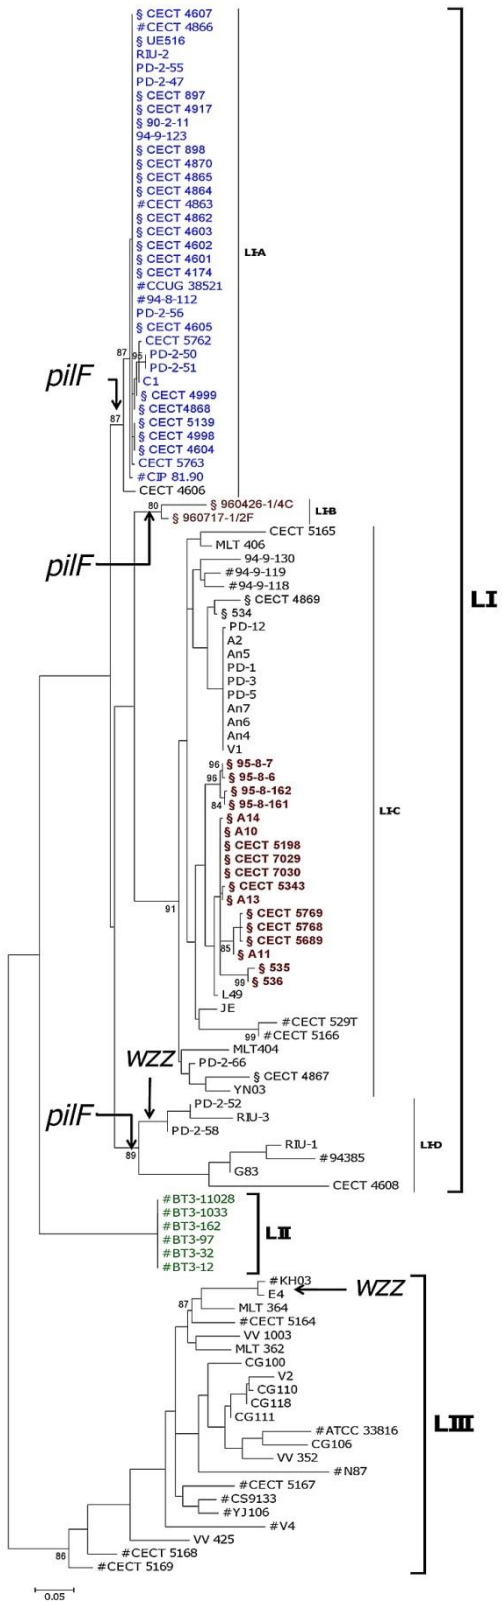 § CECT 4607
#CECT 4866
§ UE516
RIU-2
PD-2-55
PD-2-47
§ CECT 897
§ CECT 4917
§ 90-2-11
94-9-123
§ CECT 898
§ CECT 4870
§ CECT 4865
§ CECT 4864
#CECT 4863
§ CECT 4862
§ CECT 4603
§ CECT 4602
LI-A
§ CECT 4601
§ CECT 4174
#CCUG 38521
#94-8-112
PD-2-56
§ CECT 4605
CECT 5762
87
95
PD-2-50
PD-2-51
pilF
C1
§ CECT 4999
§ CECT4868
87
§ CECT 5139
§ CECT 4998
§ CECT 4604
CECT 5763
#CIP 81.90
CECT 4606
80
§ 960426-1/4C
LI-B
§ 960717-1/2F
CECT 5165
MLT 406
94-9-130
pilF
#94-9-119
#94-9-118
LI
§ CECT 4869
§ 534
PD-12
A2
An5
PD-1
PD-3
PD-5
An7
An6
An4
V1
96
§ 95-8-7
96
§ 95-8-6
§ 95-8-162
84
§ 95-8-161
LI-C
§ A14
§ A10
§ CECT 5198
§ CECT 7029
§ CECT 7030
§ CECT 5343
§ A13
91
§ CECT 5769
§ CECT 5768
§ CECT 5689
85
§ A11
§ 535
99
§ 536
L49
JE
#CECT 529T
99
#CECT 5166
MLT404
WZZ
PD-2-66
§ CECT 4867
YN03
PD-2-52
pilF
RIU-3
PD-2-58
89
RIU-1
LI-D
#94385
G83
CECT 4608
#BT3-11028
#BT3-1033
#BT3-162
LII
#BT3-97
#BT3-32
#BT3-12
#KH03
E4
WZZ
87
MLT 364
#CECT 5164
VV 1003
MLT 362
CG100
V2
CG110
CG118
CG111
LIII
#ATCC 33816
CG106
VV 352
#N87
#CECT 5167
#CS9133
#YJ106
#V4
VV 425
86
#CECT 5168
#CECT 5169
0.05